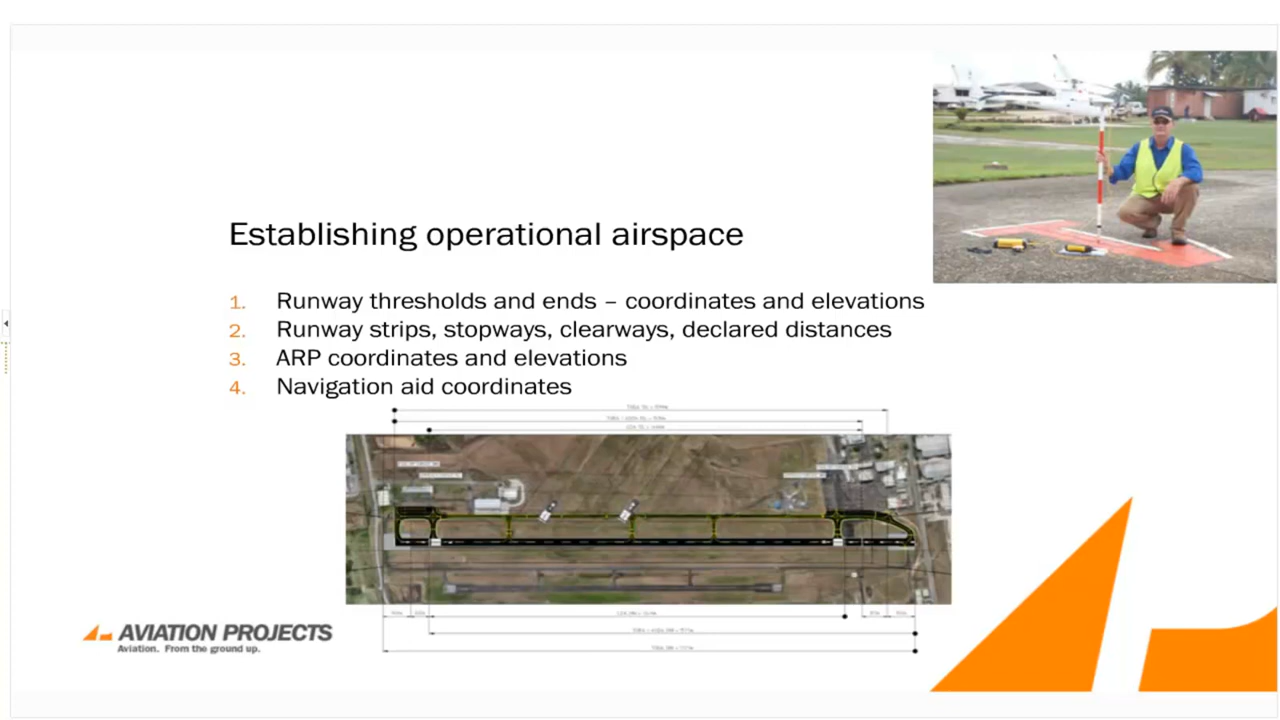 Establishing operational airspace
1. Runway thresholds and ends – coordinates and elevations
2. Runway strips, stopways, clearways, declared distances
3. ARP coordinates and elevations
4. Navigation aid coordinates
AVIATION PROJECTS
Aviation. From the ground up.